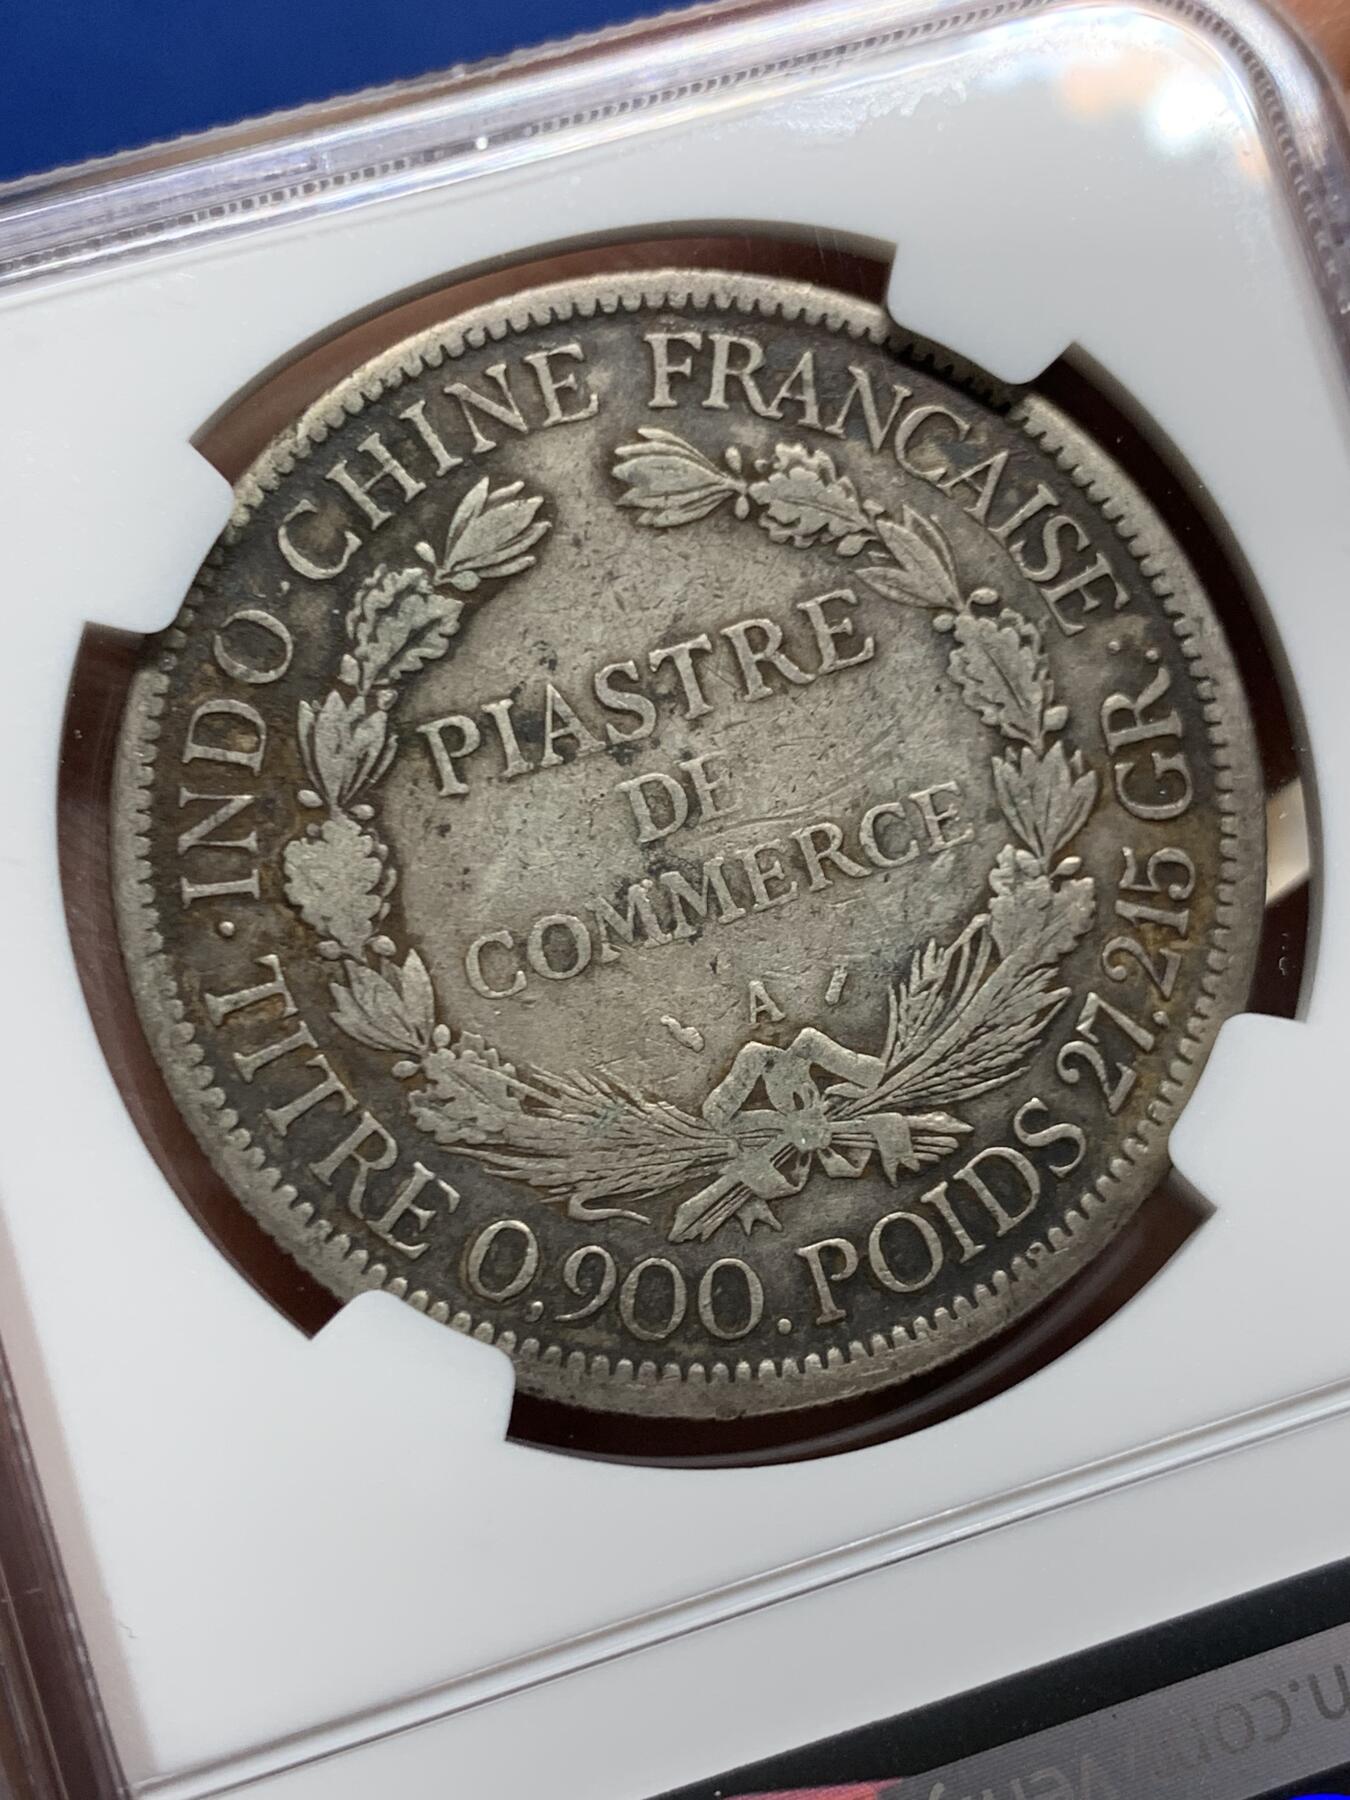 INDO-CHINE FRANCAISE
PIASTRE
DE
COMMERCE
A
TITRE 0,900. POIDS 27,215 GR.